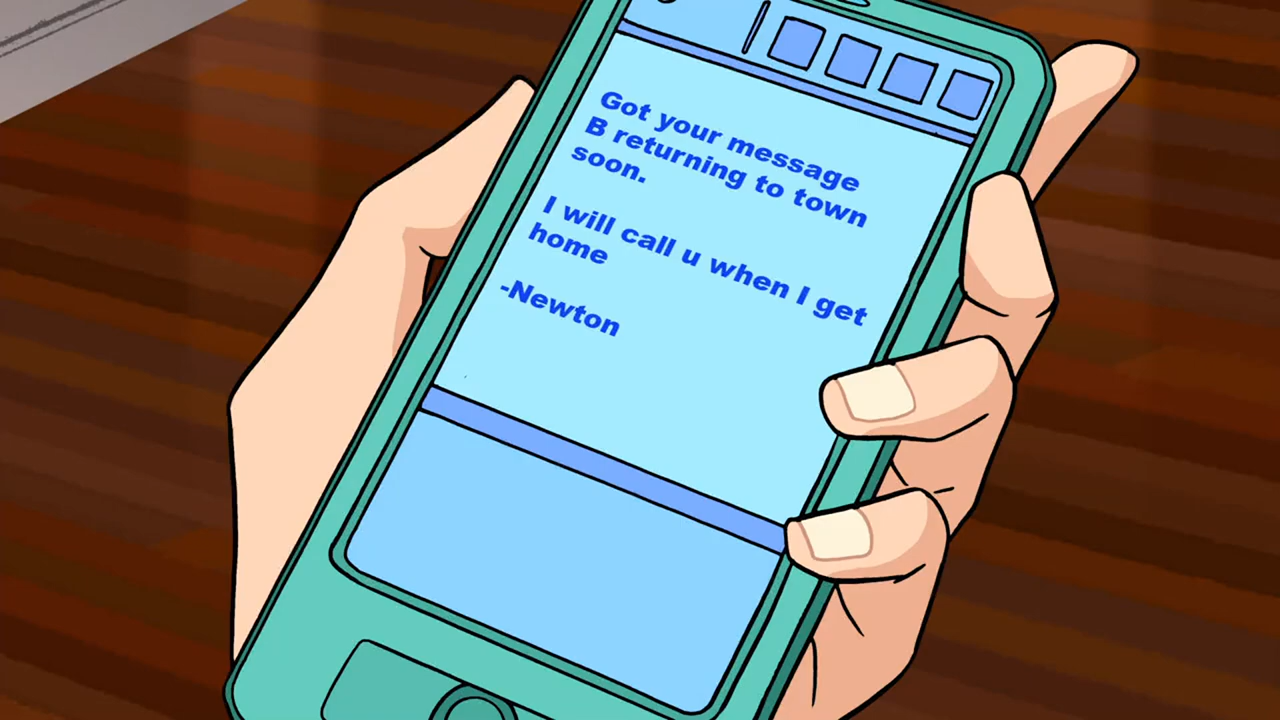 Got your message
B returning to town
soon.
I will call u when I get
home
-Newton